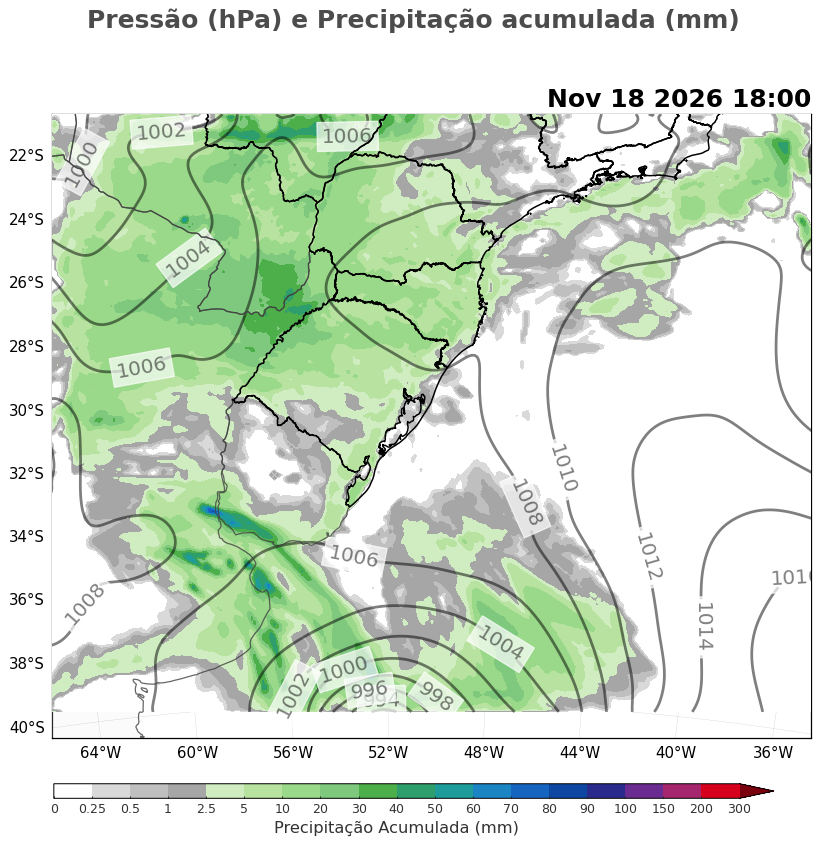 Pressão (hPa) e Precipitação acumulada (mm)
Nov 18 2026 18:00
1002
1006
1000
22°S
24°S
1004
26°S
28°S
1006
30°S
32°S
1010
1008
34°S
1006
1012
1016
36°S
1008
1014
1004
38°S
1000
1002
996
998
994
40°S
64°W 60°W 56°W 52°W 48°W 44°W 40°W 36°W
0 0.25 0.5 1 2.5 5 10 20 30 40 50 60 70 80 90 100 150 200 300
Precipitação Acumulada (mm)